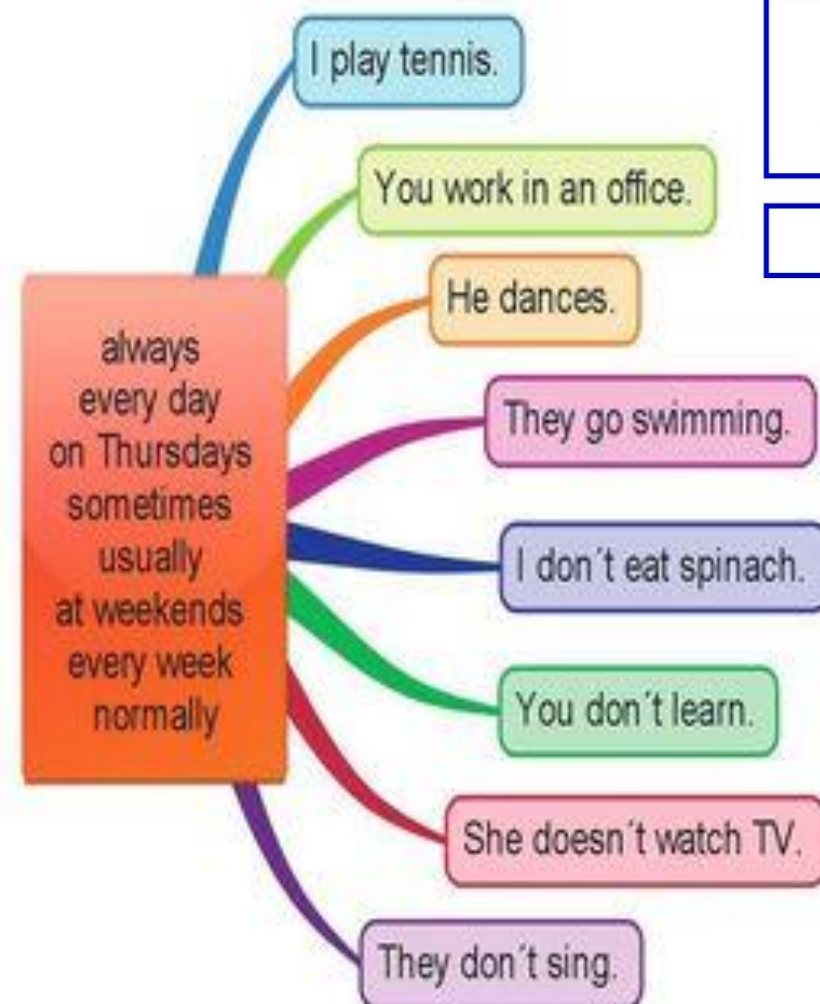 I play tennis.
You work in an office.
He dances.
They go swimming.
I don´t eat spinach.
You don´t learn.
She doesn´t watch TV.
They don´t sing.
always
every day
on Thursdays
sometimes
usually
at weekends
every week
normally